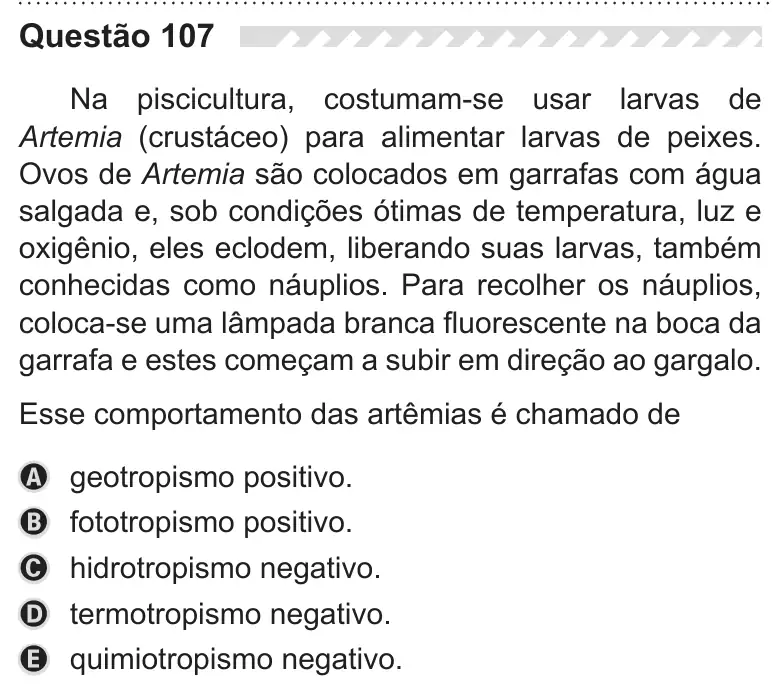 Questão 107
Na piscicultura, costumam-se usar larvas de
Artemia (crustáceo) para alimentar larvas de peixes.
Ovos de Artemia são colocados em garrafas com água
salgada e, sob condições ótimas de temperatura, luz e
oxigênio, eles eclodem, liberando suas larvas, também
conhecidas como náuplios. Para recolher os náuplios,
coloca-se uma lâmpada branca fluorescente na boca da
garrafa e estes começam a subir em direção ao gargalo.
Esse comportamento das artêmias é chamado de
A geotropismo positivo.
B fototropismo positivo.
C hidrotropismo negativo.
D termotropismo negativo.
E quimiotropismo negativo.